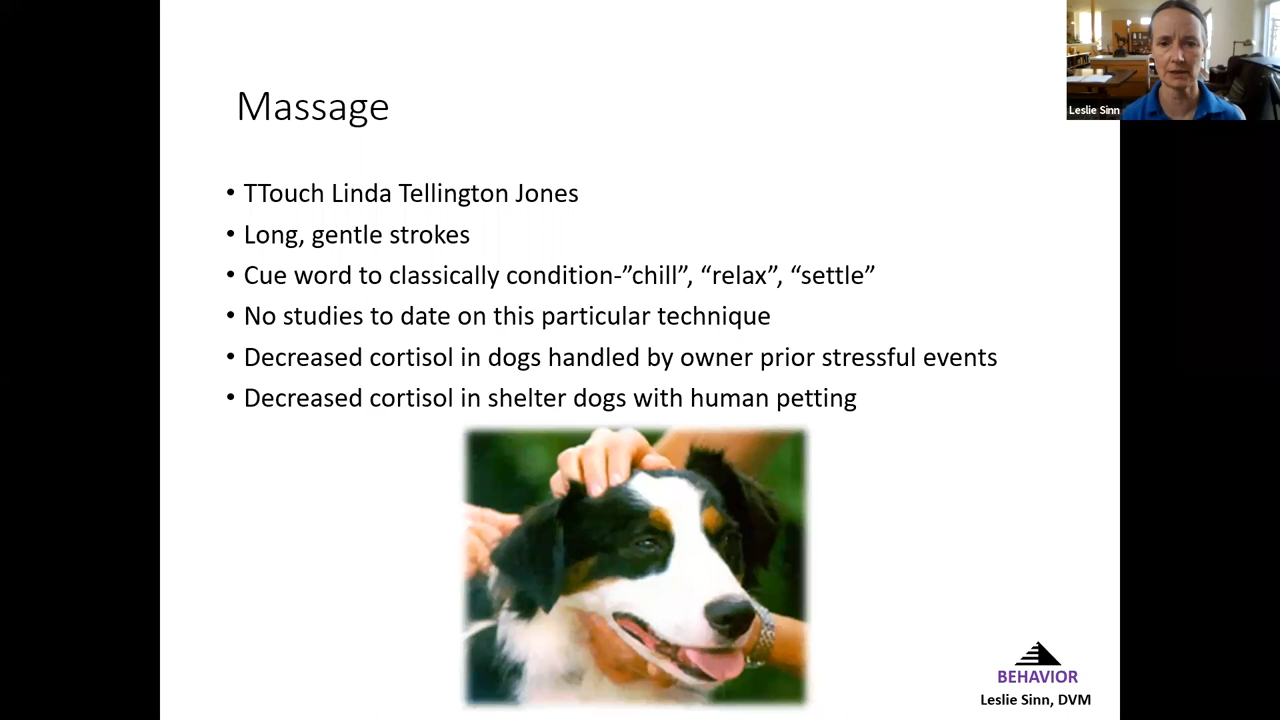 Leslie Sinn
Massage
• TTouch Linda Tellington Jones
• Long, gentle strokes
• Cue word to classically condition-”chill”, “relax”, “settle”
• No studies to date on this particular technique
• Decreased cortisol in dogs handled by owner prior stressful events
• Decreased cortisol in shelter dogs with human petting
BEHAVIOR
Leslie Sinn, DVM